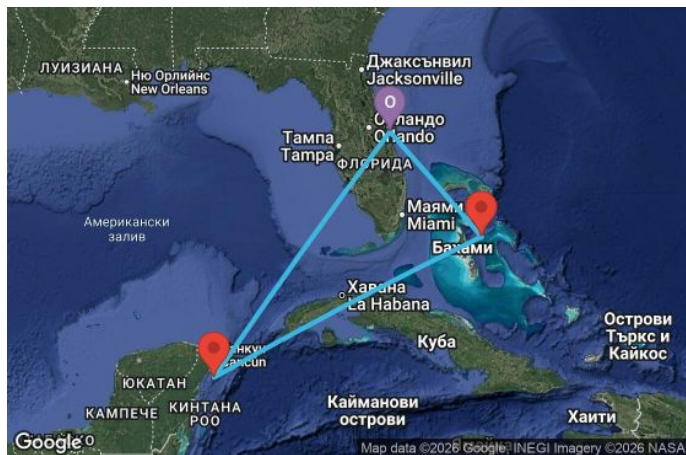 ЛУИЗИАНА
Ню Орлийнс
New Orleans
Джаксънвил
Jacksonville
O
Орландо
Orlando
Тампа
Tampa
ФЛОРИДА
Маями
Miami
Американски
залив
Бахами
Хавана
La Habana
Куба
Острови
Търкс и
Кайкос
ЮКАТАН
КАМПЕЧЕ
КИНТАНА
РОО
Кайманови
острови
Хаити
Google
Map data ©2026 Google, INEGI Imagery ©2026 NASA